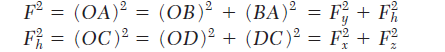 F² = (OA)² = (OB)² + (BA)² = F_y² + F_h²
F_h² = (OC)² = (OD)² + (DC)² = F_x² + F_z²